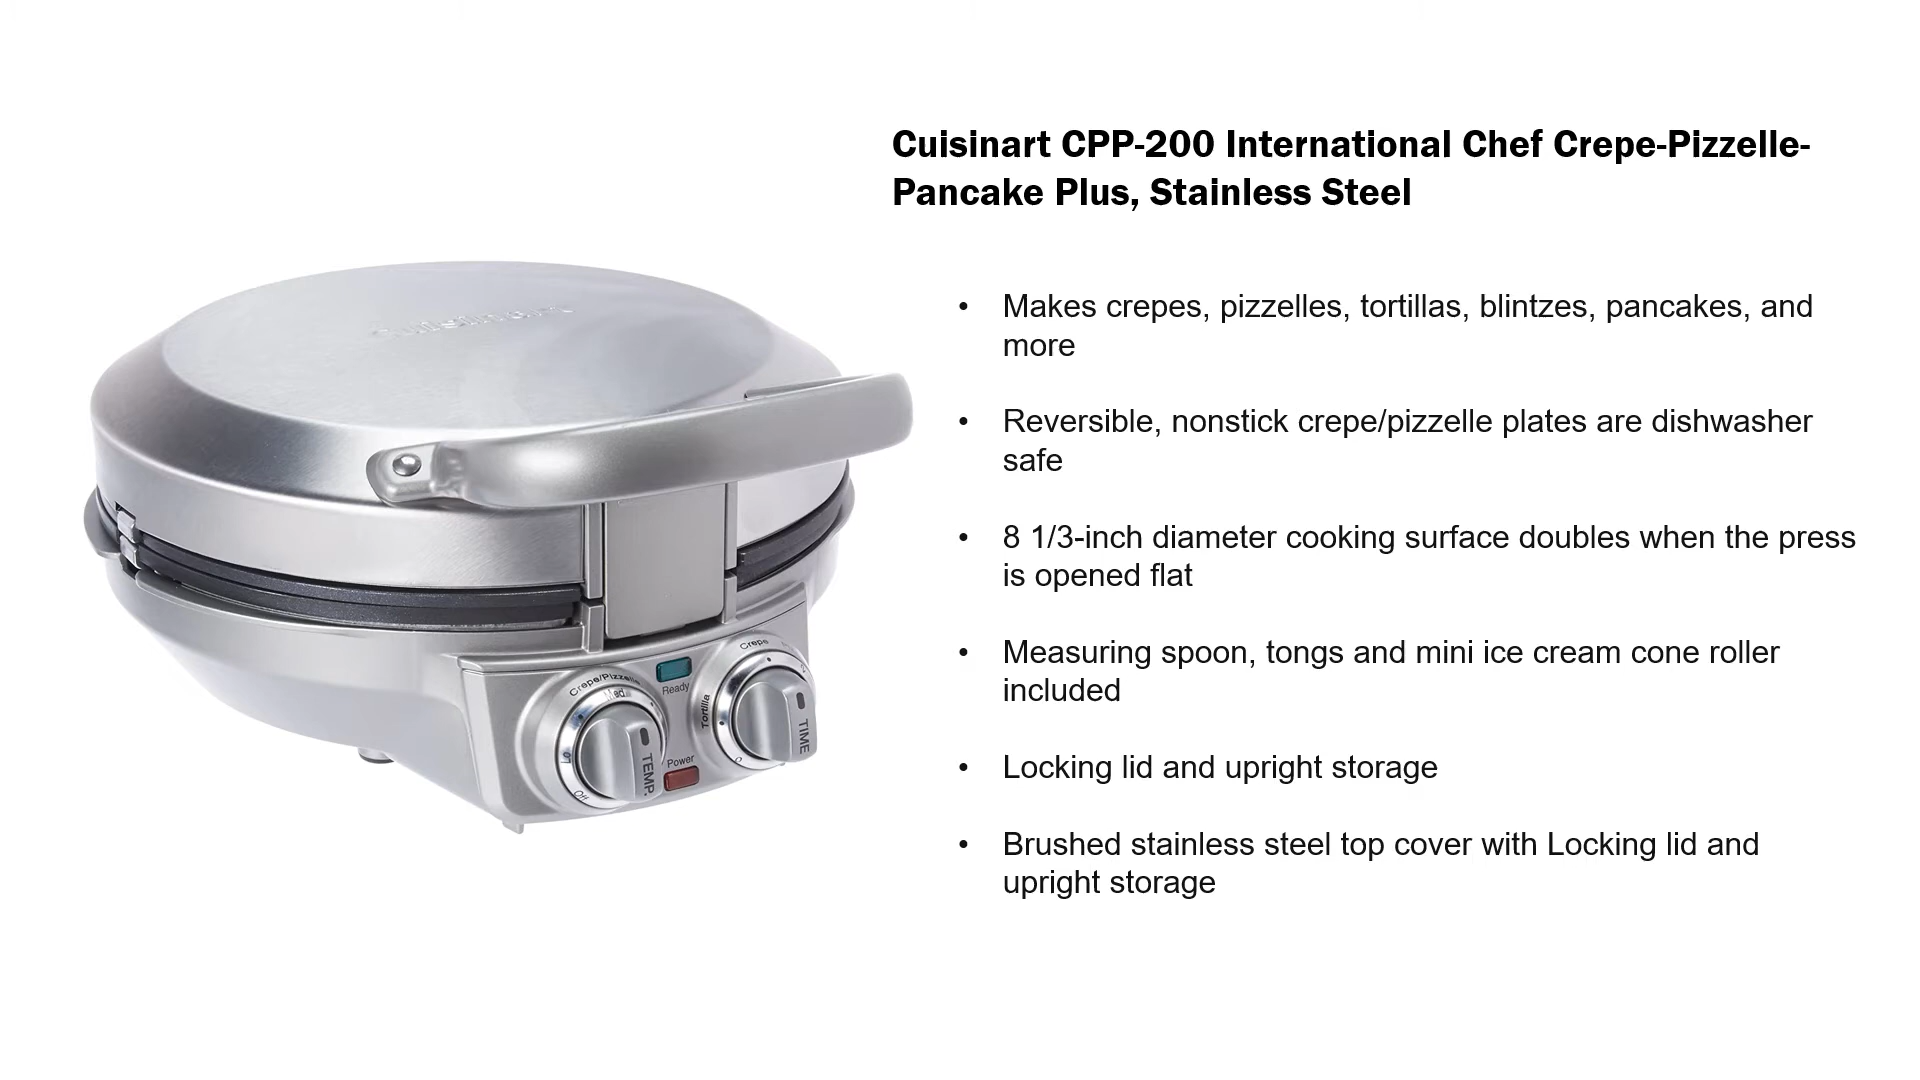 Cuisinart CPP-200 International Chef Crepe-Pizzelle-
Pancake Plus, Stainless Steel
• Makes crepes, pizzelles, tortillas, blintzes, pancakes, and
more
• Reversible, nonstick crepe/pizzelle plates are dishwasher
safe
• 8 1/3-inch diameter cooking surface doubles when the press
is opened flat
• Measuring spoon, tongs and mini ice cream cone roller
included
• Locking lid and upright storage
• Brushed stainless steel top cover with Locking lid and
upright storage
Cuisinart
Crepe/Pizzelle
Lo
Off
TEMP.
Ready
Power
Crepe
Tortilla
TIME